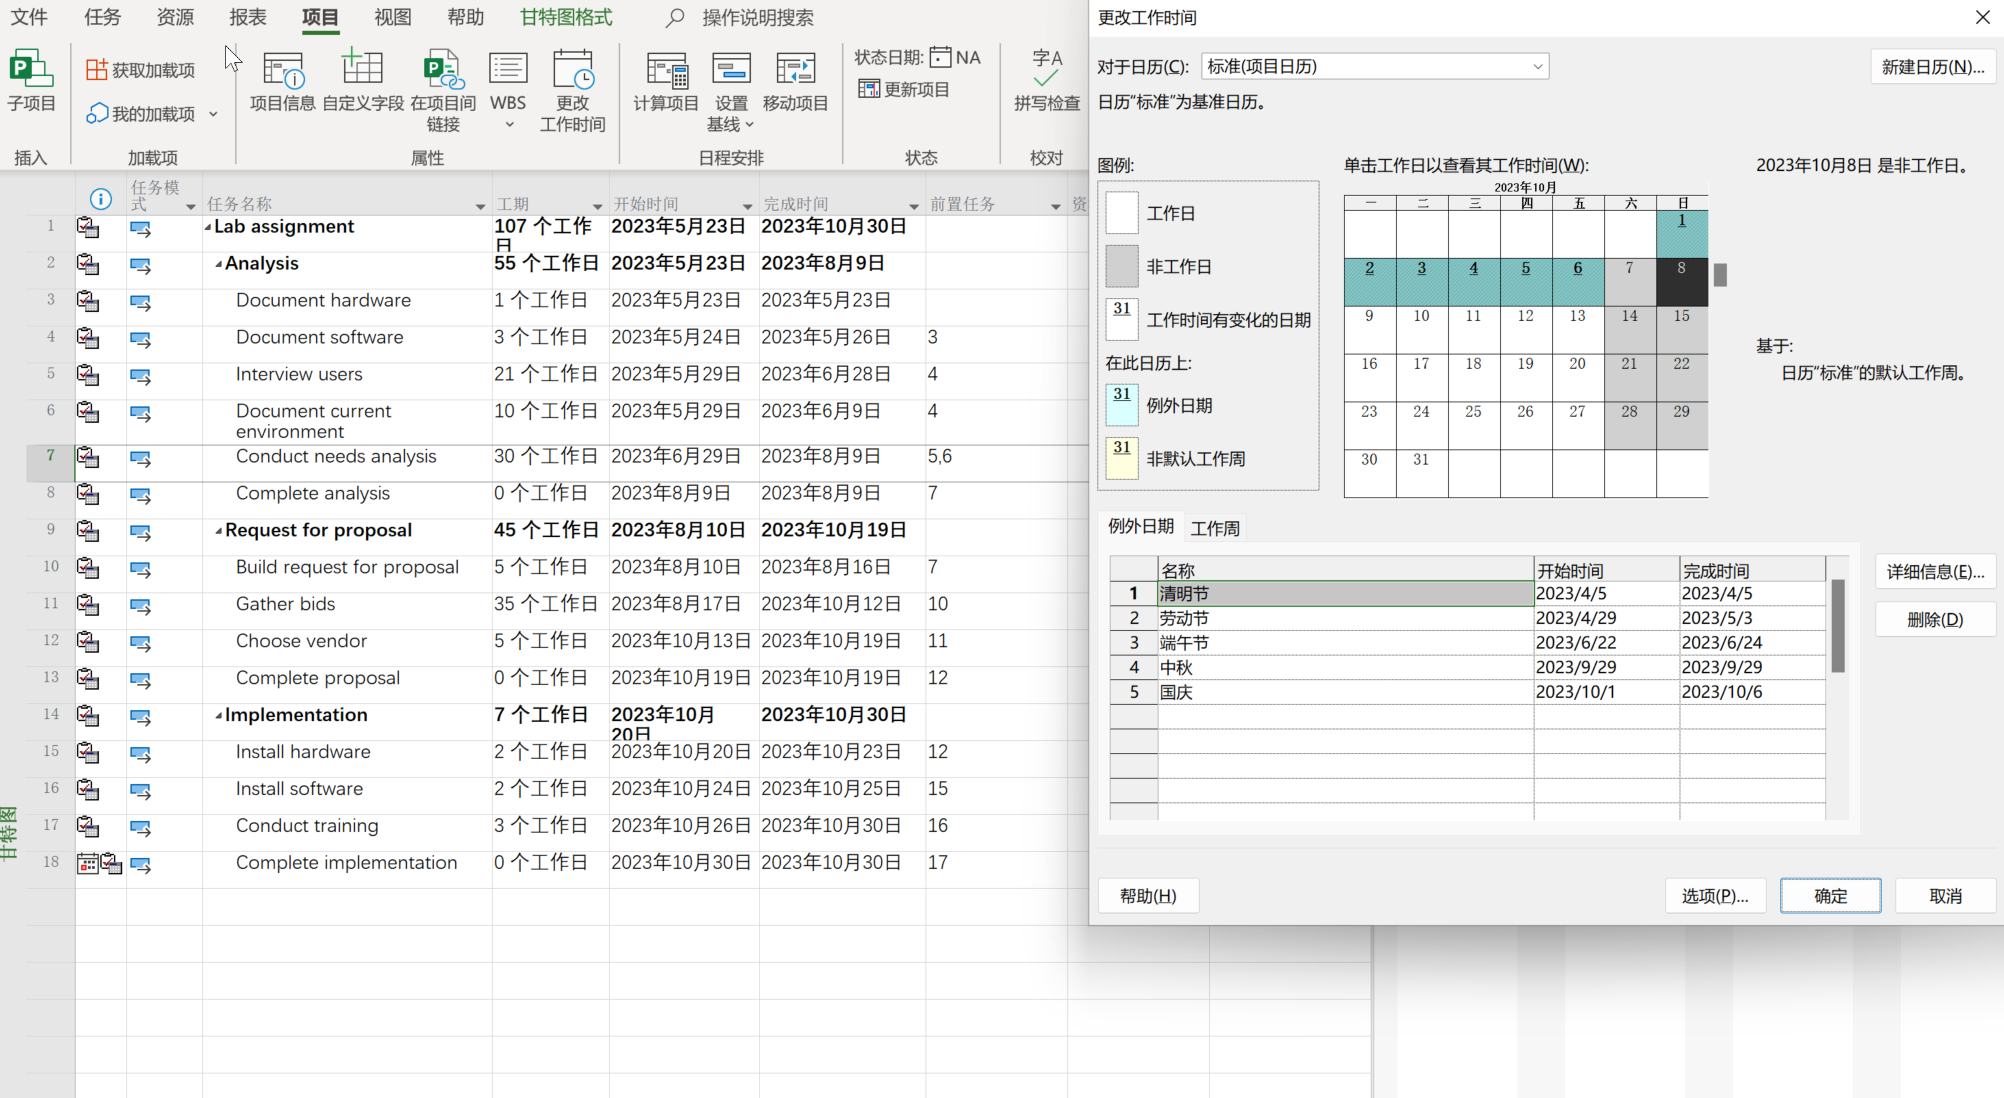 文件 任务 资源 报表 项目 视图 帮助 甘特图格式 操作说明搜索
子项目
插入
获取加载项
我的加载项
加载项
项目信息
自定义字段
在项目间
链接
WBS
更改
工作时间
属性
计算项目
设置
基线
移动项目
日程安排
状态日期: NA
更新项目
状态
字A
拼写检查
校对
任务模
式 任务名称 工期 开始时间 完成时间 前置任务 资
1 Lab assignment 107 个工作
日 2023年5月23日 2023年10月30日
2 Analysis 55 个工作日 2023年5月23日 2023年8月9日
3 Document hardware 1 个工作日 2023年5月23日 2023年5月23日
4 Document software 3 个工作日 2023年5月24日 2023年5月26日 3
5 Interview users 21 个工作日 2023年5月29日 2023年6月28日 4
6 Document current
environment 10 个工作日 2023年5月29日 2023年6月9日 4
7 Conduct needs analysis 30 个工作日 2023年6月29日 2023年8月9日 5,6
8 Complete analysis 0 个工作日 2023年8月9日 2023年8月9日 7
9 Request for proposal 45 个工作日 2023年8月10日 2023年10月19日
10 Build request for proposal 5 个工作日 2023年8月10日 2023年8月16日 7
11 Gather bids 35 个工作日 2023年8月17日 2023年10月12日 10
12 Choose vendor 5 个工作日 2023年10月13日 2023年10月19日 11
13 Complete proposal 0 个工作日 2023年10月19日 2023年10月19日 12
14 Implementation 7 个工作日 2023年10月
20日 2023年10月30日
15 Install hardware 2 个工作日 2023年10月20日 2023年10月23日 12
16 Install software 2 个工作日 2023年10月24日 2023年10月25日 15
17 Conduct training 3 个工作日 2023年10月26日 2023年10月30日 16
18 Complete implementation 0 个工作日 2023年10月30日 2023年10月30日 17
甘特图
更改工作时间
对于日历(C): 标准(项目日历) 新建日历(N)...
日历“标准”为基准日历。
图例:
工作日
非工作日
31 工作时间有变化的日期
在此日历上:
31 例外日期
31 非默认工作周
单击工作日以查看其工作时间(W):
2023年10月
一 二 三 四 五 六 日
1
2 3 4 5 6 7 8
9 10 11 12 13 14 15
16 17 18 19 20 21 22
23 24 25 26 27 28 29
30 31
2023年10月8日 是非工作日。
基于:
日历“标准”的默认工作周。
例外日期 工作周
名称 开始时间 完成时间
1 清明节 2023/4/5 2023/4/5
2 劳动节 2023/4/29 2023/5/3
3 端午节 2023/6/22 2023/6/24
4 中秋 2023/9/29 2023/9/29
5 国庆 2023/10/1 2023/10/6
详细信息(E)...
删除(D)
帮助(H) 选项(P)... 确定 取消